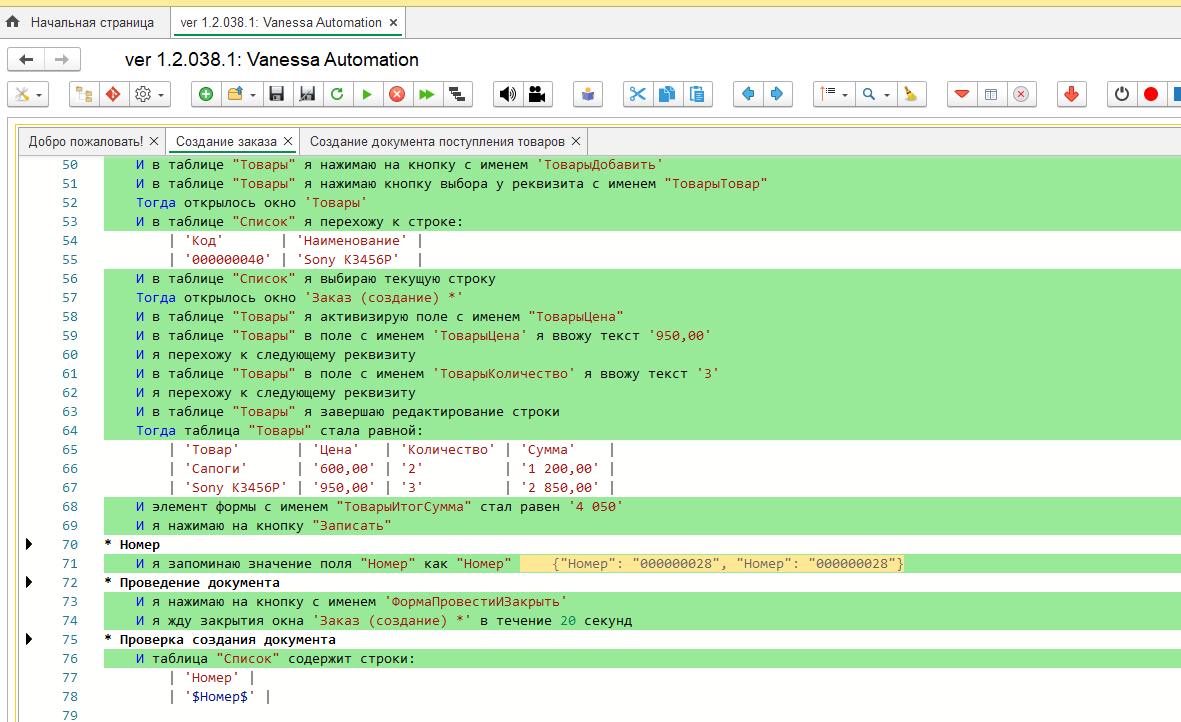 Начальная страница ver 1.2.038.1: Vanessa Automation ×
ver 1.2.038.1: Vanessa Automation
Добро пожаловать! × Создание заказа × Создание документа поступления товаров ×
50 И в таблице "Товары" я нажимаю на кнопку с именем 'ТоварыДобавить'
51 И в таблице "Товары" я нажимаю кнопку выбора у реквизита с именем "ТоварыТовар"
52 Тогда открылось окно 'Товары'
53 И в таблице "Список" я перехожу к строке:
54 | 'Код' | 'Наименование' |
55 | '000000040' | 'Sony К3456P' |
56 И в таблице "Список" я выбираю текущую строку
57 Тогда открылось окно 'Заказ (создание) *'
58 И в таблице "Товары" я активизирую поле с именем "ТоварыЦена"
59 И в таблице "Товары" в поле с именем 'ТоварыЦена' я ввожу текст '950,00'
60 И я перехожу к следующему реквизиту
61 И в таблице "Товары" в поле с именем 'ТоварыКоличество' я ввожу текст '3'
62 И я перехожу к следующему реквизиту
63 И в таблице "Товары" я завершаю редактирование строки
64 Тогда таблица "Товары" стала равной:
65 | 'Товар' | 'Цена' | 'Количество' | 'Сумма' |
66 | 'Сапоги' | '600,00' | '2' | '1 200,00' |
67 | 'Sony К3456P' | '950,00' | '3' | '2 850,00' |
68 И элемент формы с именем "ТоварыИтогСумма" стал равен '4 050'
69 И я нажимаю на кнопку "Записать"
70 * Номер
71 И я запоминаю значение поля "Номер" как "Номер" {"Номер": "000000028", "Номер": "000000028"}
72 * Проведение документа
73 И я нажимаю на кнопку с именем 'ФормаПровестиИЗакрыть'
74 И я жду закрытия окна 'Заказ (создание) *' в течение 20 секунд
75 * Проверка создания документа
76 И таблица "Список" содержит строки:
77 | 'Номер' |
78 | '$Номер$' |
79